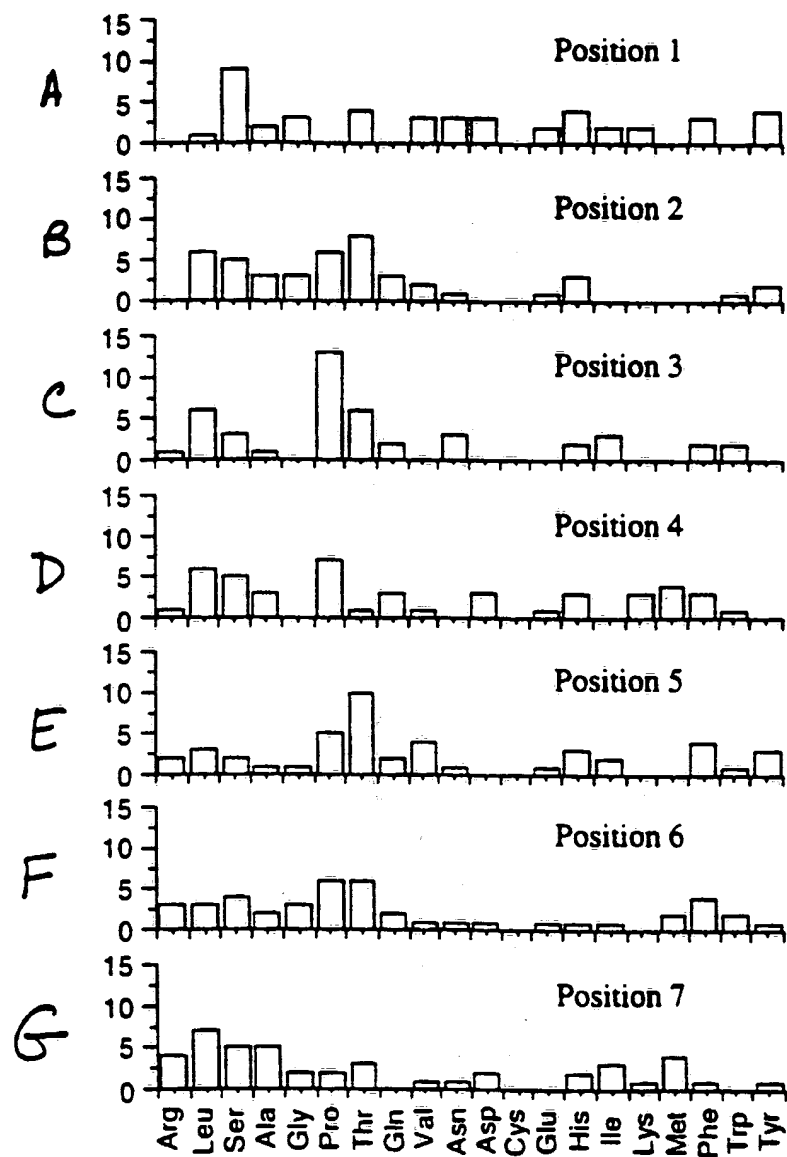 A
15
10
5
0
Position 1
B
15
10
5
0
Position 2
C
15
10
5
0
Position 3
D
15
10
5
0
Position 4
E
15
10
5
0
Position 5
F
15
10
5
0
Position 6
G
15
10
5
0
Position 7
Arg Leu Ser Ala Gly Pro Thr Gln Val Asn Asp Cys Glu His Ile Lys Met Phe Trp Tyr